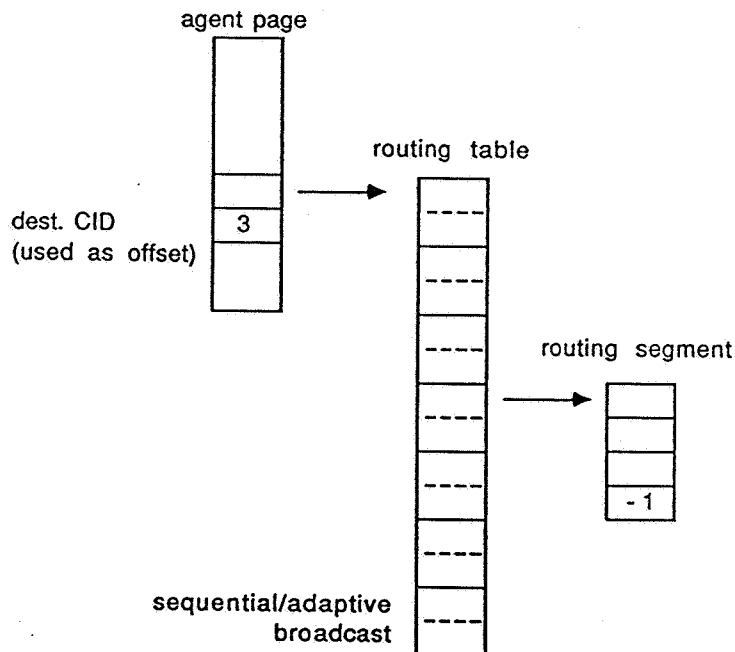 agent page
routing table
dest. CID
(used as offset)
3
routing segment
- 1
sequential/adaptive
broadcast